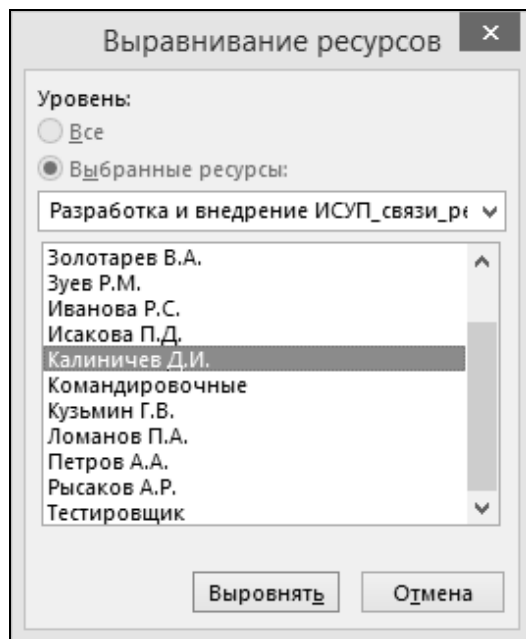 Выравнивание ресурсов
Уровень:
Все
Выбранные ресурсы:
Разработка и внедрение ИСУП_связи_ре
Золотарев В.А.
Зуев Р.М.
Иванова Р.С.
Исакова П.Д.
Калиничев Д.И.
Командировочные
Кузьмин Г.В.
Ломанов П.А.
Петров А.А.
Рысаков А.Р.
Тестировщик
Выровнять Отмена